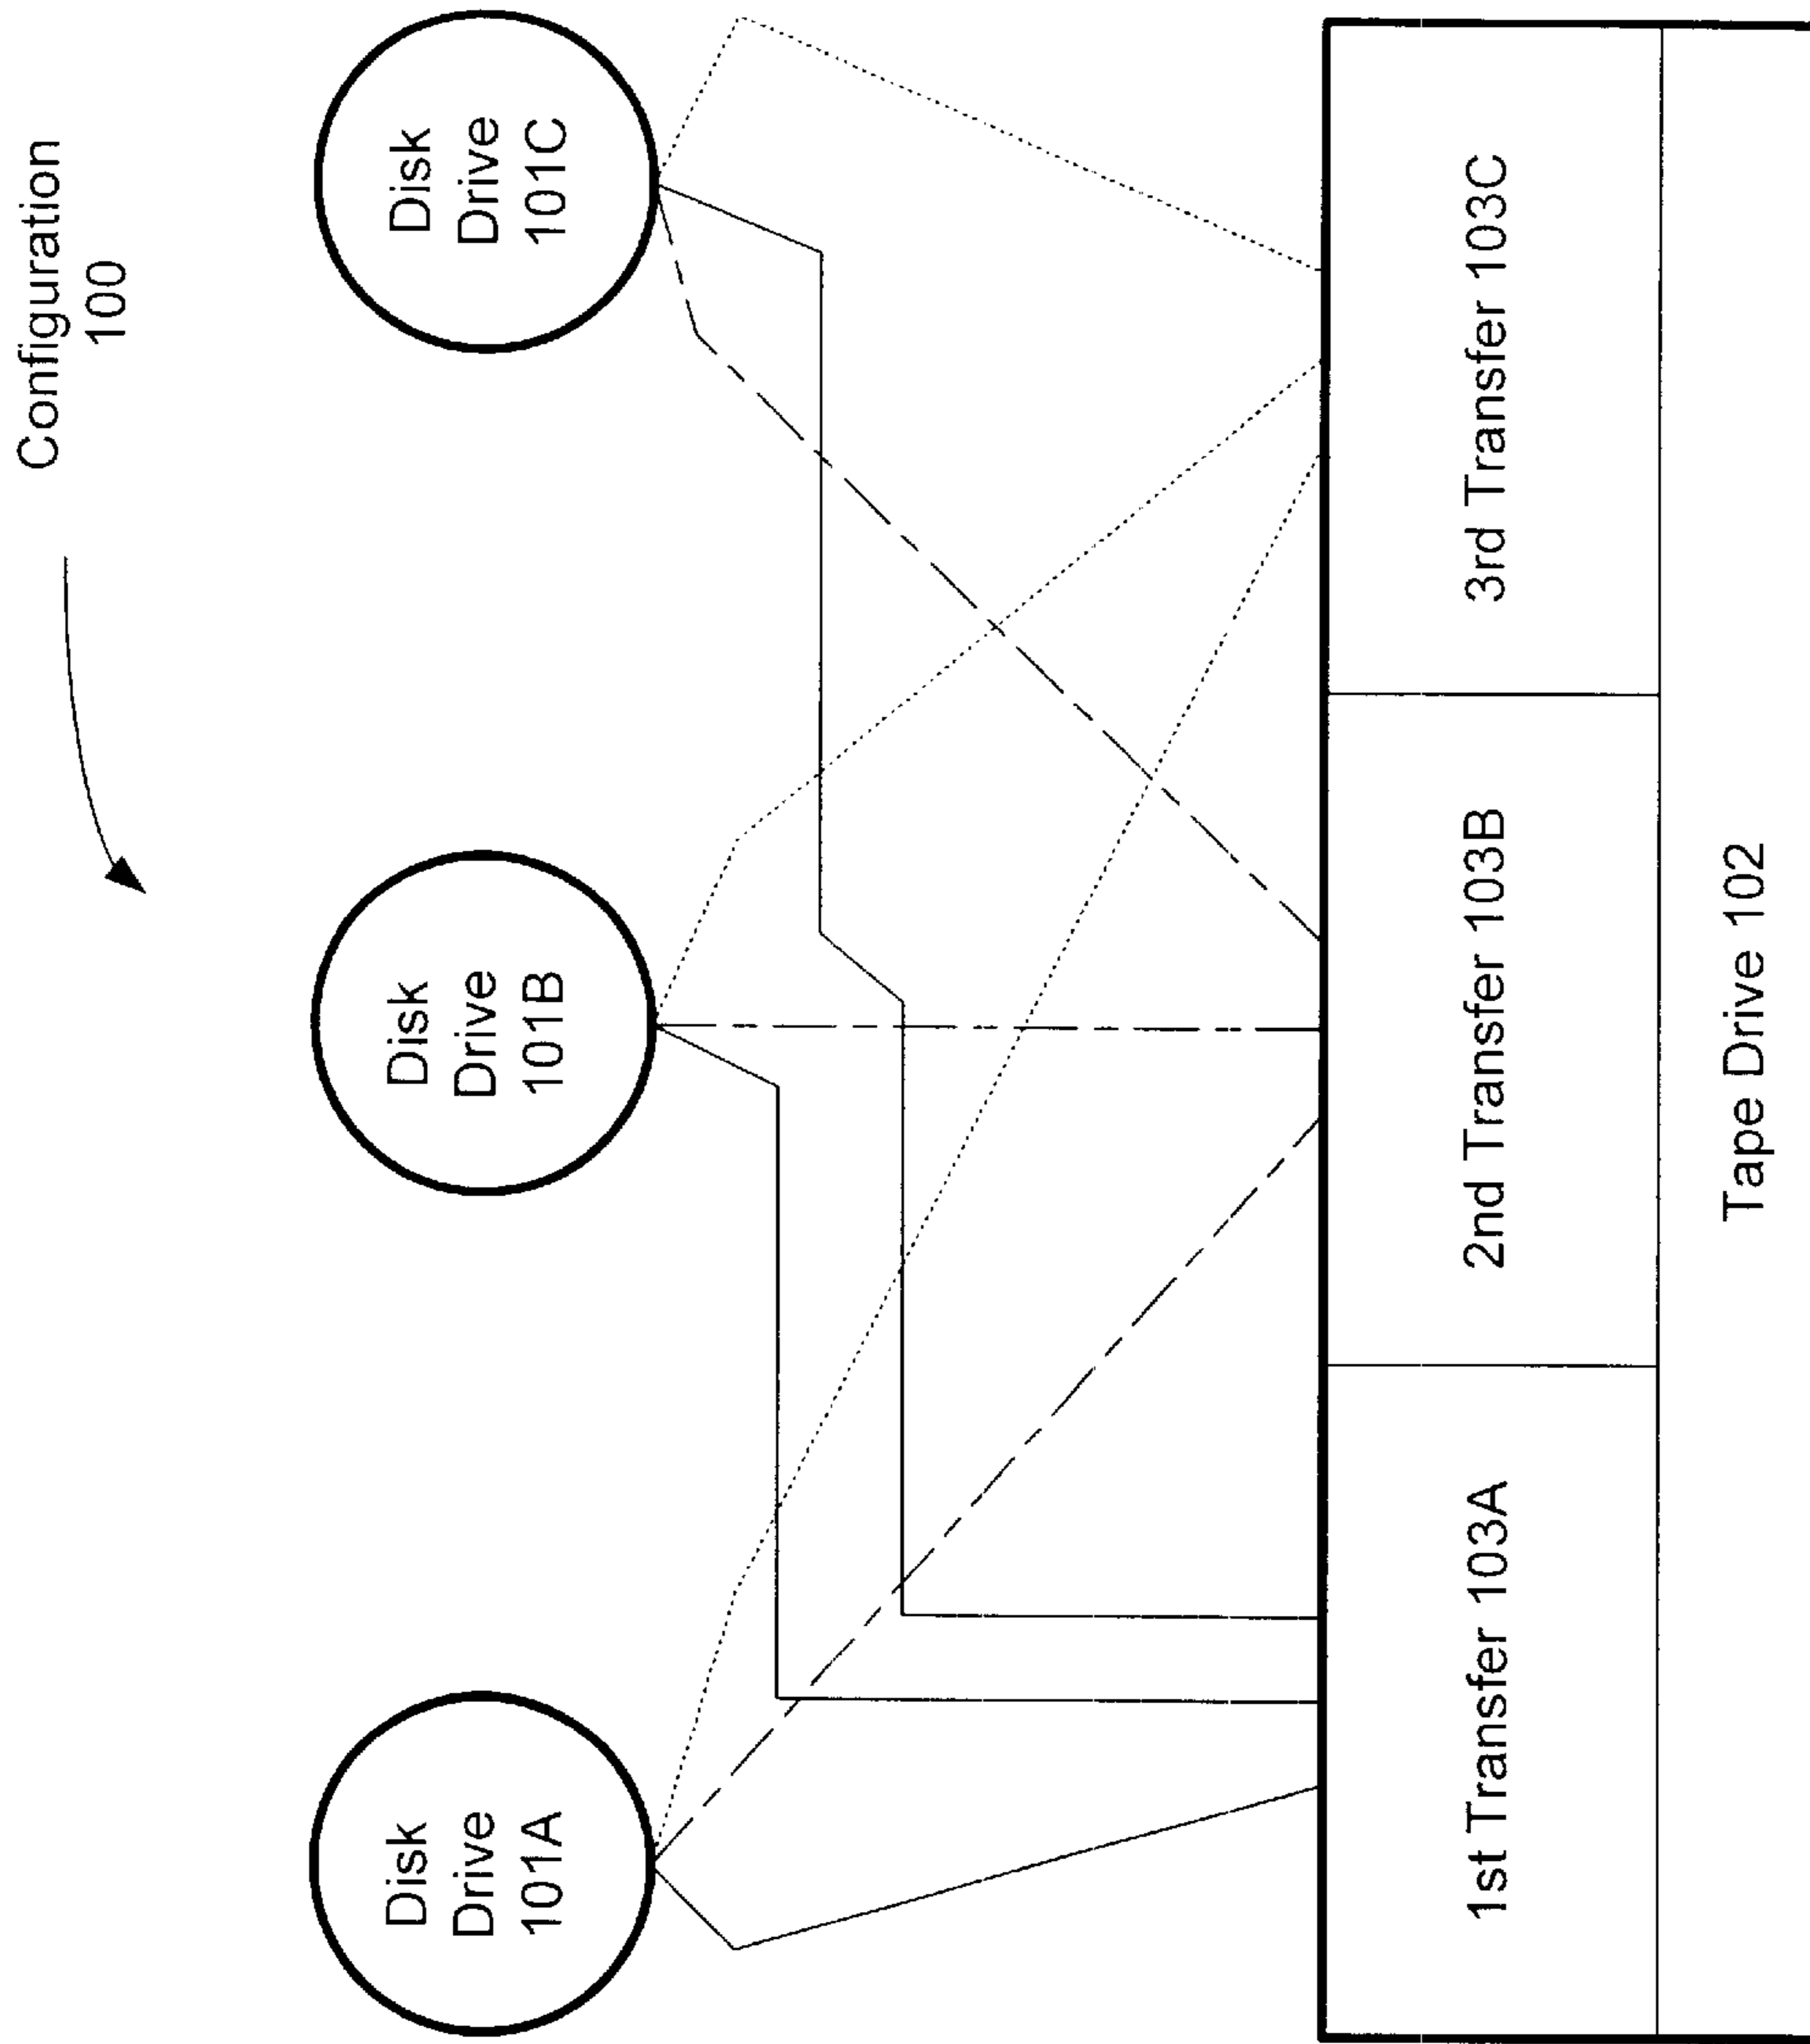 Configuration
100
Disk
Drive
101A
Disk
Drive
101B
Disk
Drive
101C
1st Transfer 103A
2nd Transfer 103B
3rd Transfer 103C
Tape Drive 102